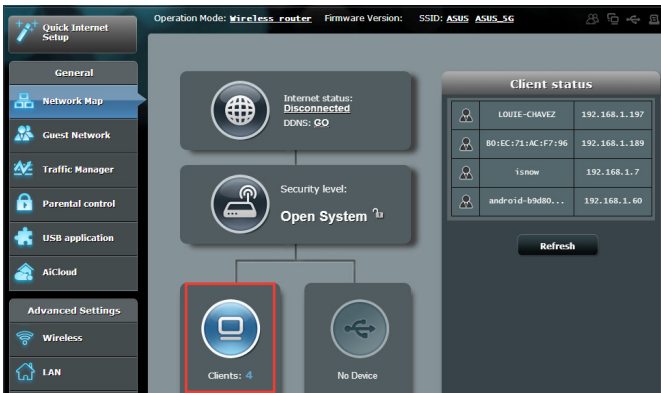 Operation Mode: Wireless router Firmware Version: SSID: ASUS ASUS_5G
Quick Internet
Setup
General
Network Map
Guest Network
Traffic Manager
Parental control
USB application
AiCloud
Advanced Settings
Wireless
LAN
Internet status:
Disconnected
DDNS: GO
Security level:
Open System
Clients: 4
No Device
Client status
LOUIE-CHAVEZ 192.168.1.197
B0:EC:71:AC:F7:96 192.168.1.189
isnow 192.168.1.7
android-b9d80... 192.168.1.60
Refresh